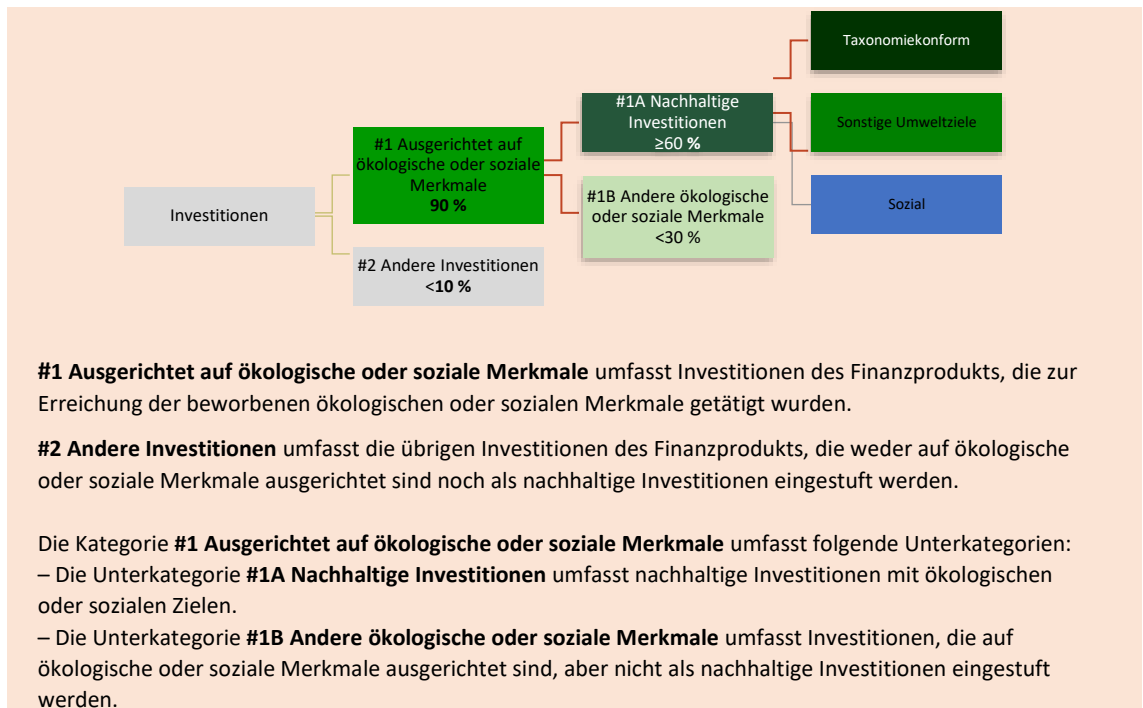 Taxonomiekonform
#1A Nachhaltige
Investitionen
≥60 %
Sonstige Umweltziele
#1 Ausgerichtet auf
ökologische oder soziale
Merkmale
90 %
#1B Andere ökologische
oder soziale Merkmale
<30 %
Sozial
Investitionen
#2 Andere Investitionen
<10 %
#1 Ausgerichtet auf ökologische oder soziale Merkmale umfasst Investitionen des Finanzprodukts, die zur
Erreichung der beworbenen ökologischen oder sozialen Merkmale getätigt wurden.
#2 Andere Investitionen umfasst die übrigen Investitionen des Finanzprodukts, die weder auf ökologische
oder soziale Merkmale ausgerichtet sind noch als nachhaltige Investitionen eingestuft werden.
Die Kategorie #1 Ausgerichtet auf ökologische oder soziale Merkmale umfasst folgende Unterkategorien:
– Die Unterkategorie #1A Nachhaltige Investitionen umfasst nachhaltige Investitionen mit ökologischen
oder sozialen Zielen.
– Die Unterkategorie #1B Andere ökologische oder soziale Merkmale umfasst Investitionen, die auf
ökologische oder soziale Merkmale ausgerichtet sind, aber nicht als nachhaltige Investitionen eingestuft
werden.